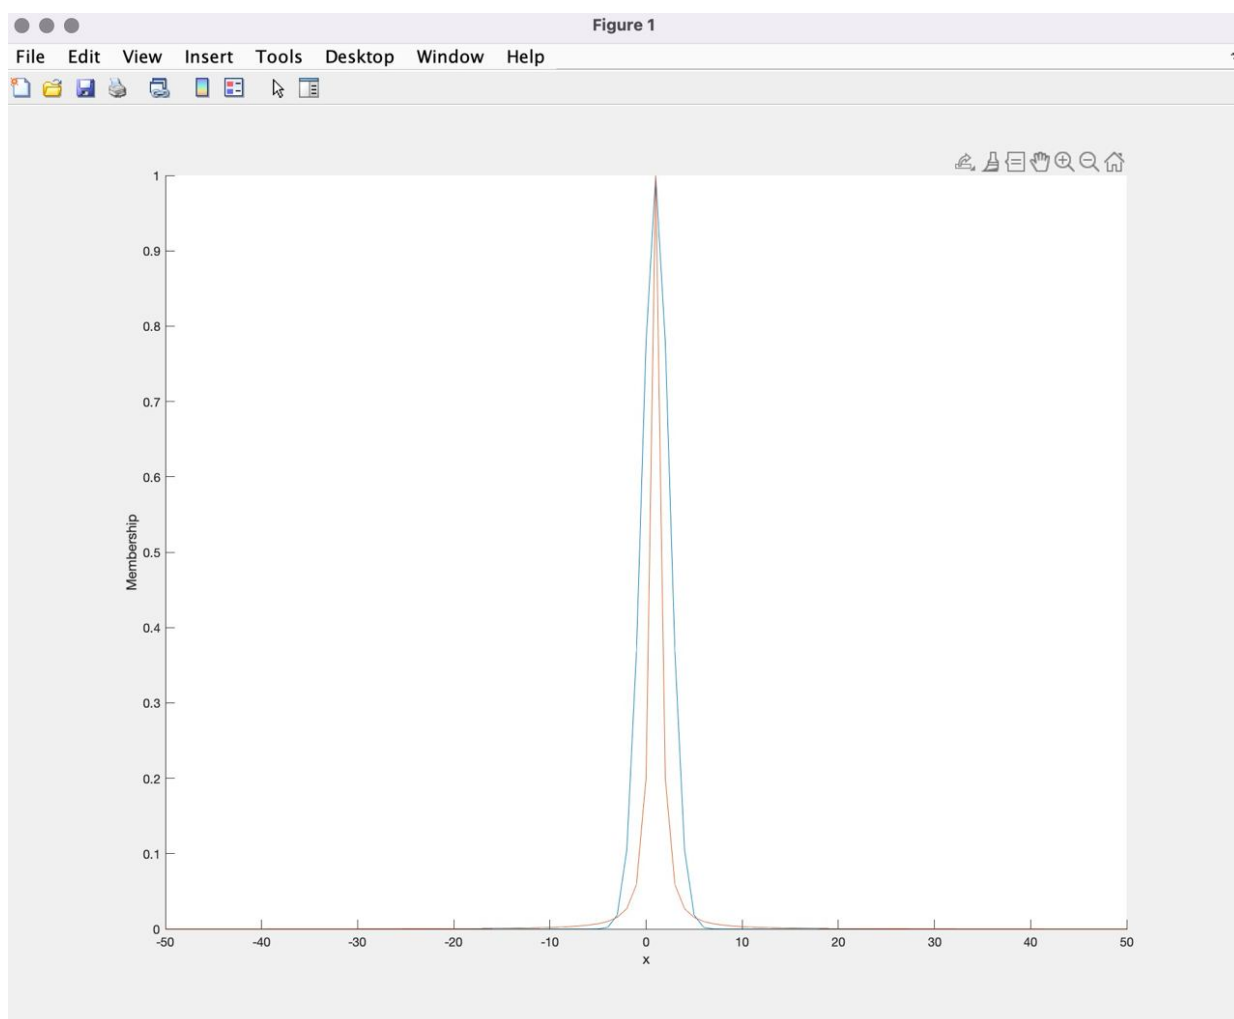 Figure 1
File Edit View Insert Tools Desktop Window Help
1
0.9
0.8
0.7
0.6
0.5
0.4
0.3
0.2
0.1
0
Membership
-50 -40 -30 -20 -10 0 10 20 30 40 50
x